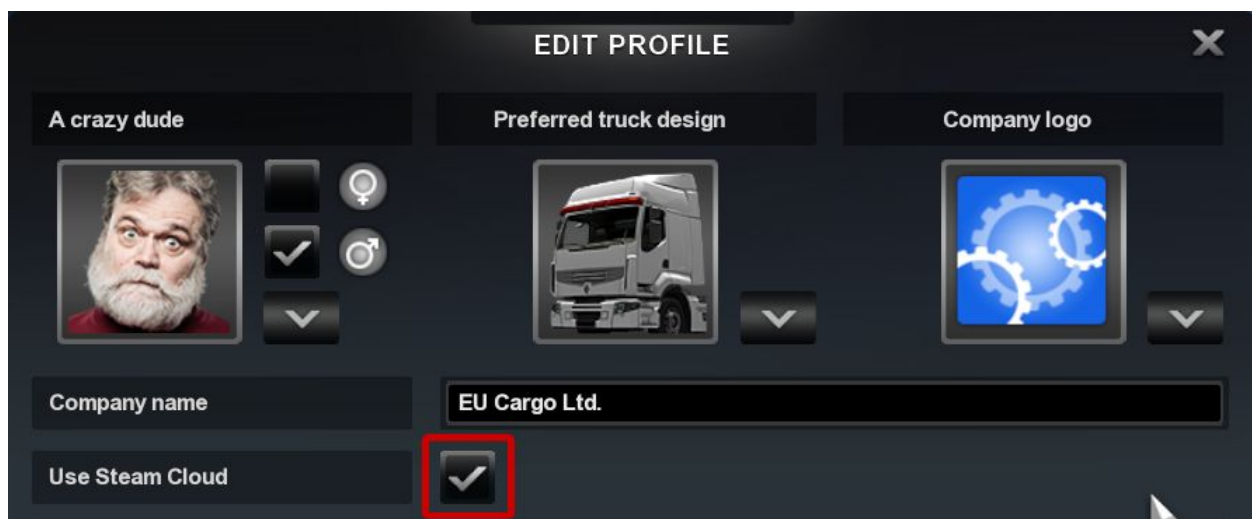 EDIT PROFILE
A crazy dude
Preferred truck design
Company logo
Company name
EU Cargo Ltd.
Use Steam Cloud